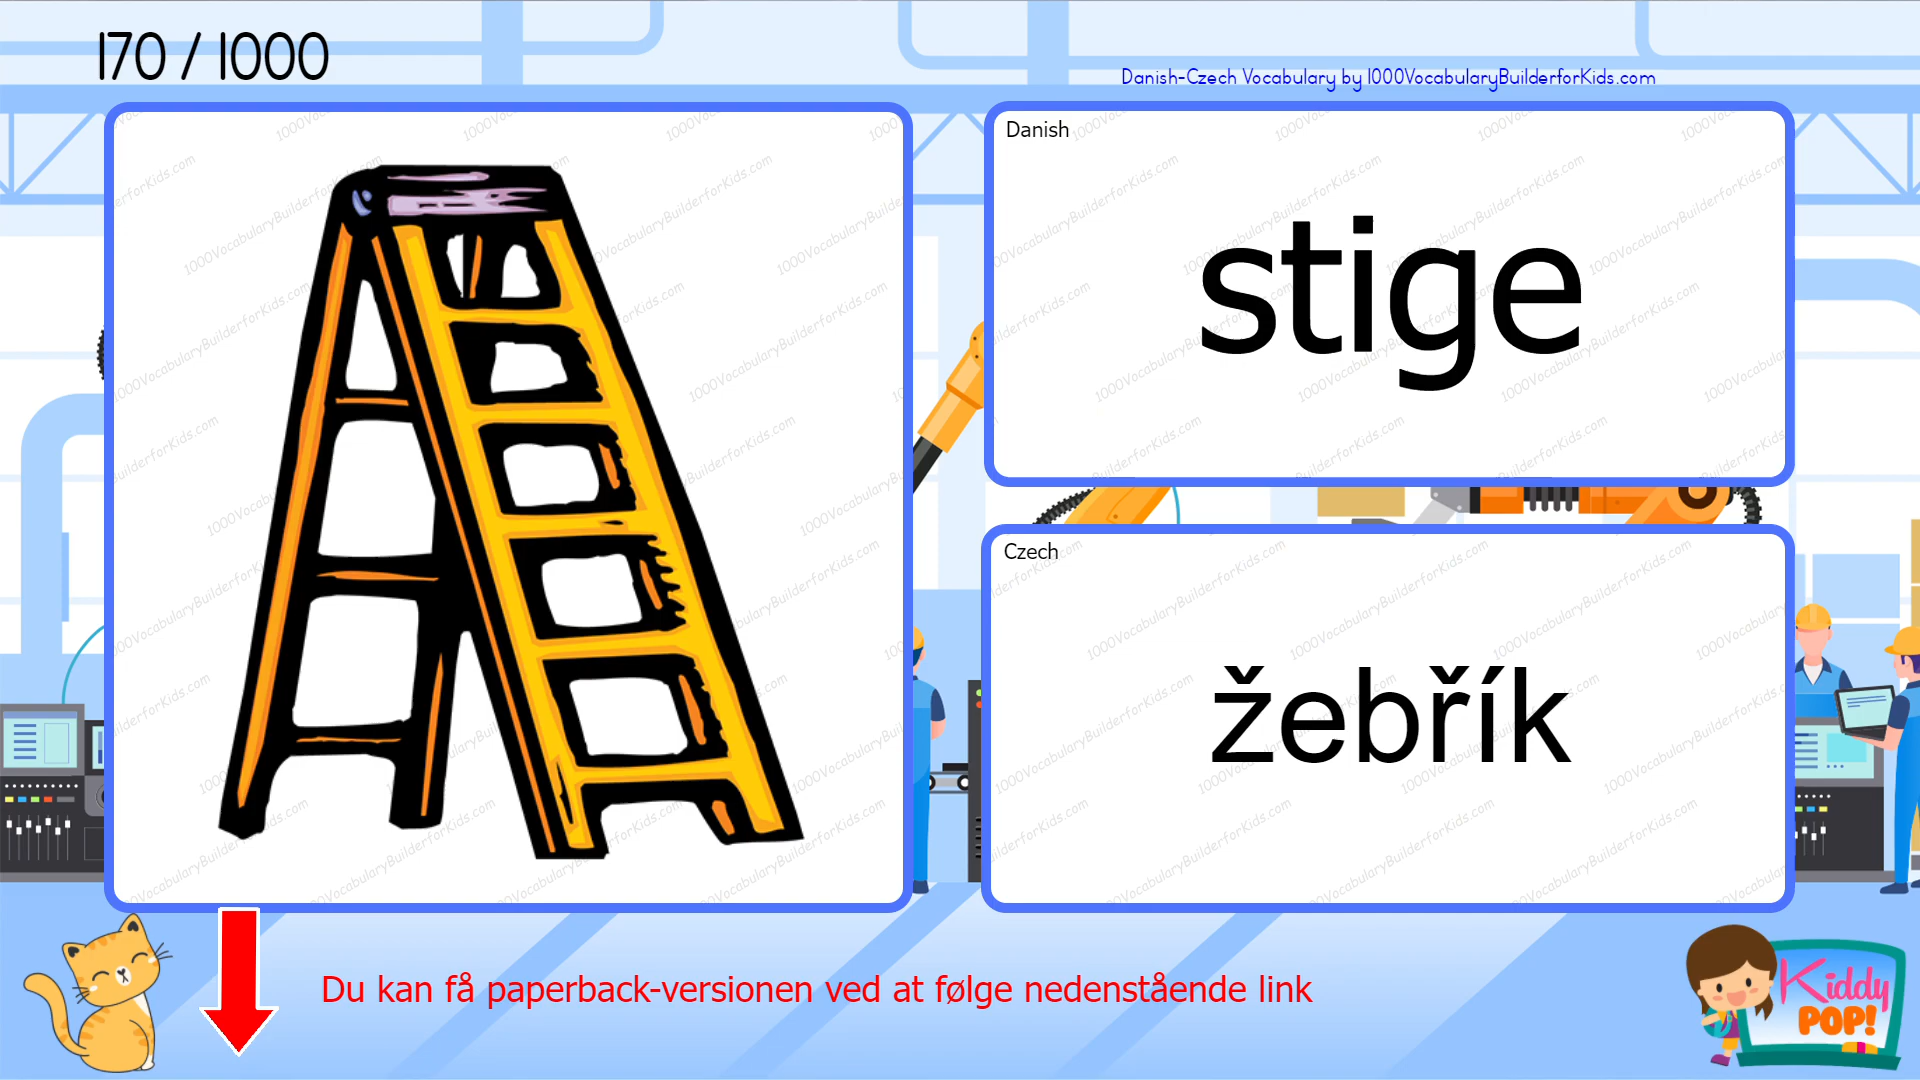 170 / 1000
Danish-Czech Vocabulary by 1000VocabularyBuilderforKids.com
Danish
stige
Czech
žebřík
Du kan få paperback-versionen ved at følge nedenstående link
Kiddy
POP!